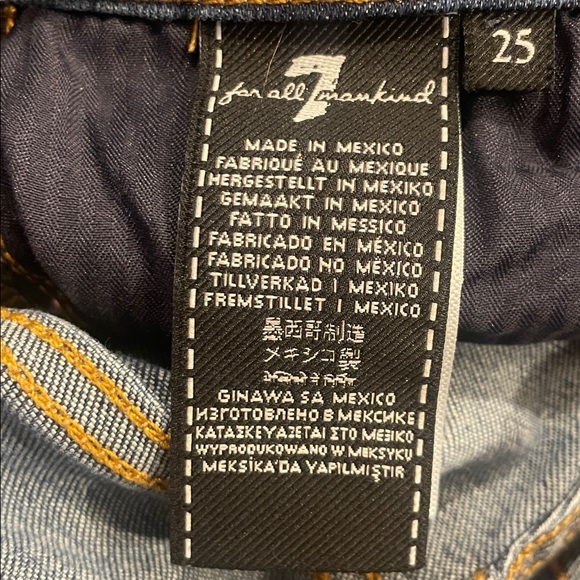 7
for all mankind
25
MADE IN MEXICO
FABRIQUÉ AU MEXIQUE
HERGESTELLT IN MEXIKO
GEMAAKT IN MEXICO
FATTO IN MESSICO
FABRICADO EN MÉXICO
FABRICADO NO MÉXICO
TILLVERKAD I MEXIKO
FREMSTILLET I MEXICO
墨西哥制造
メキシコ製
GINAWA SA MEXICO
ИЗГОТОВЛЕНО В МЕКСИКЕ
ΚΑΤΑΣΚΕΥΑΖΕΤΑΙ ΣΤΟ ΜΕΞΙΚΟ
WYPRODUKOWANO W MEKSYKU
MEKSİKA'DA YAPILMIŞTIR